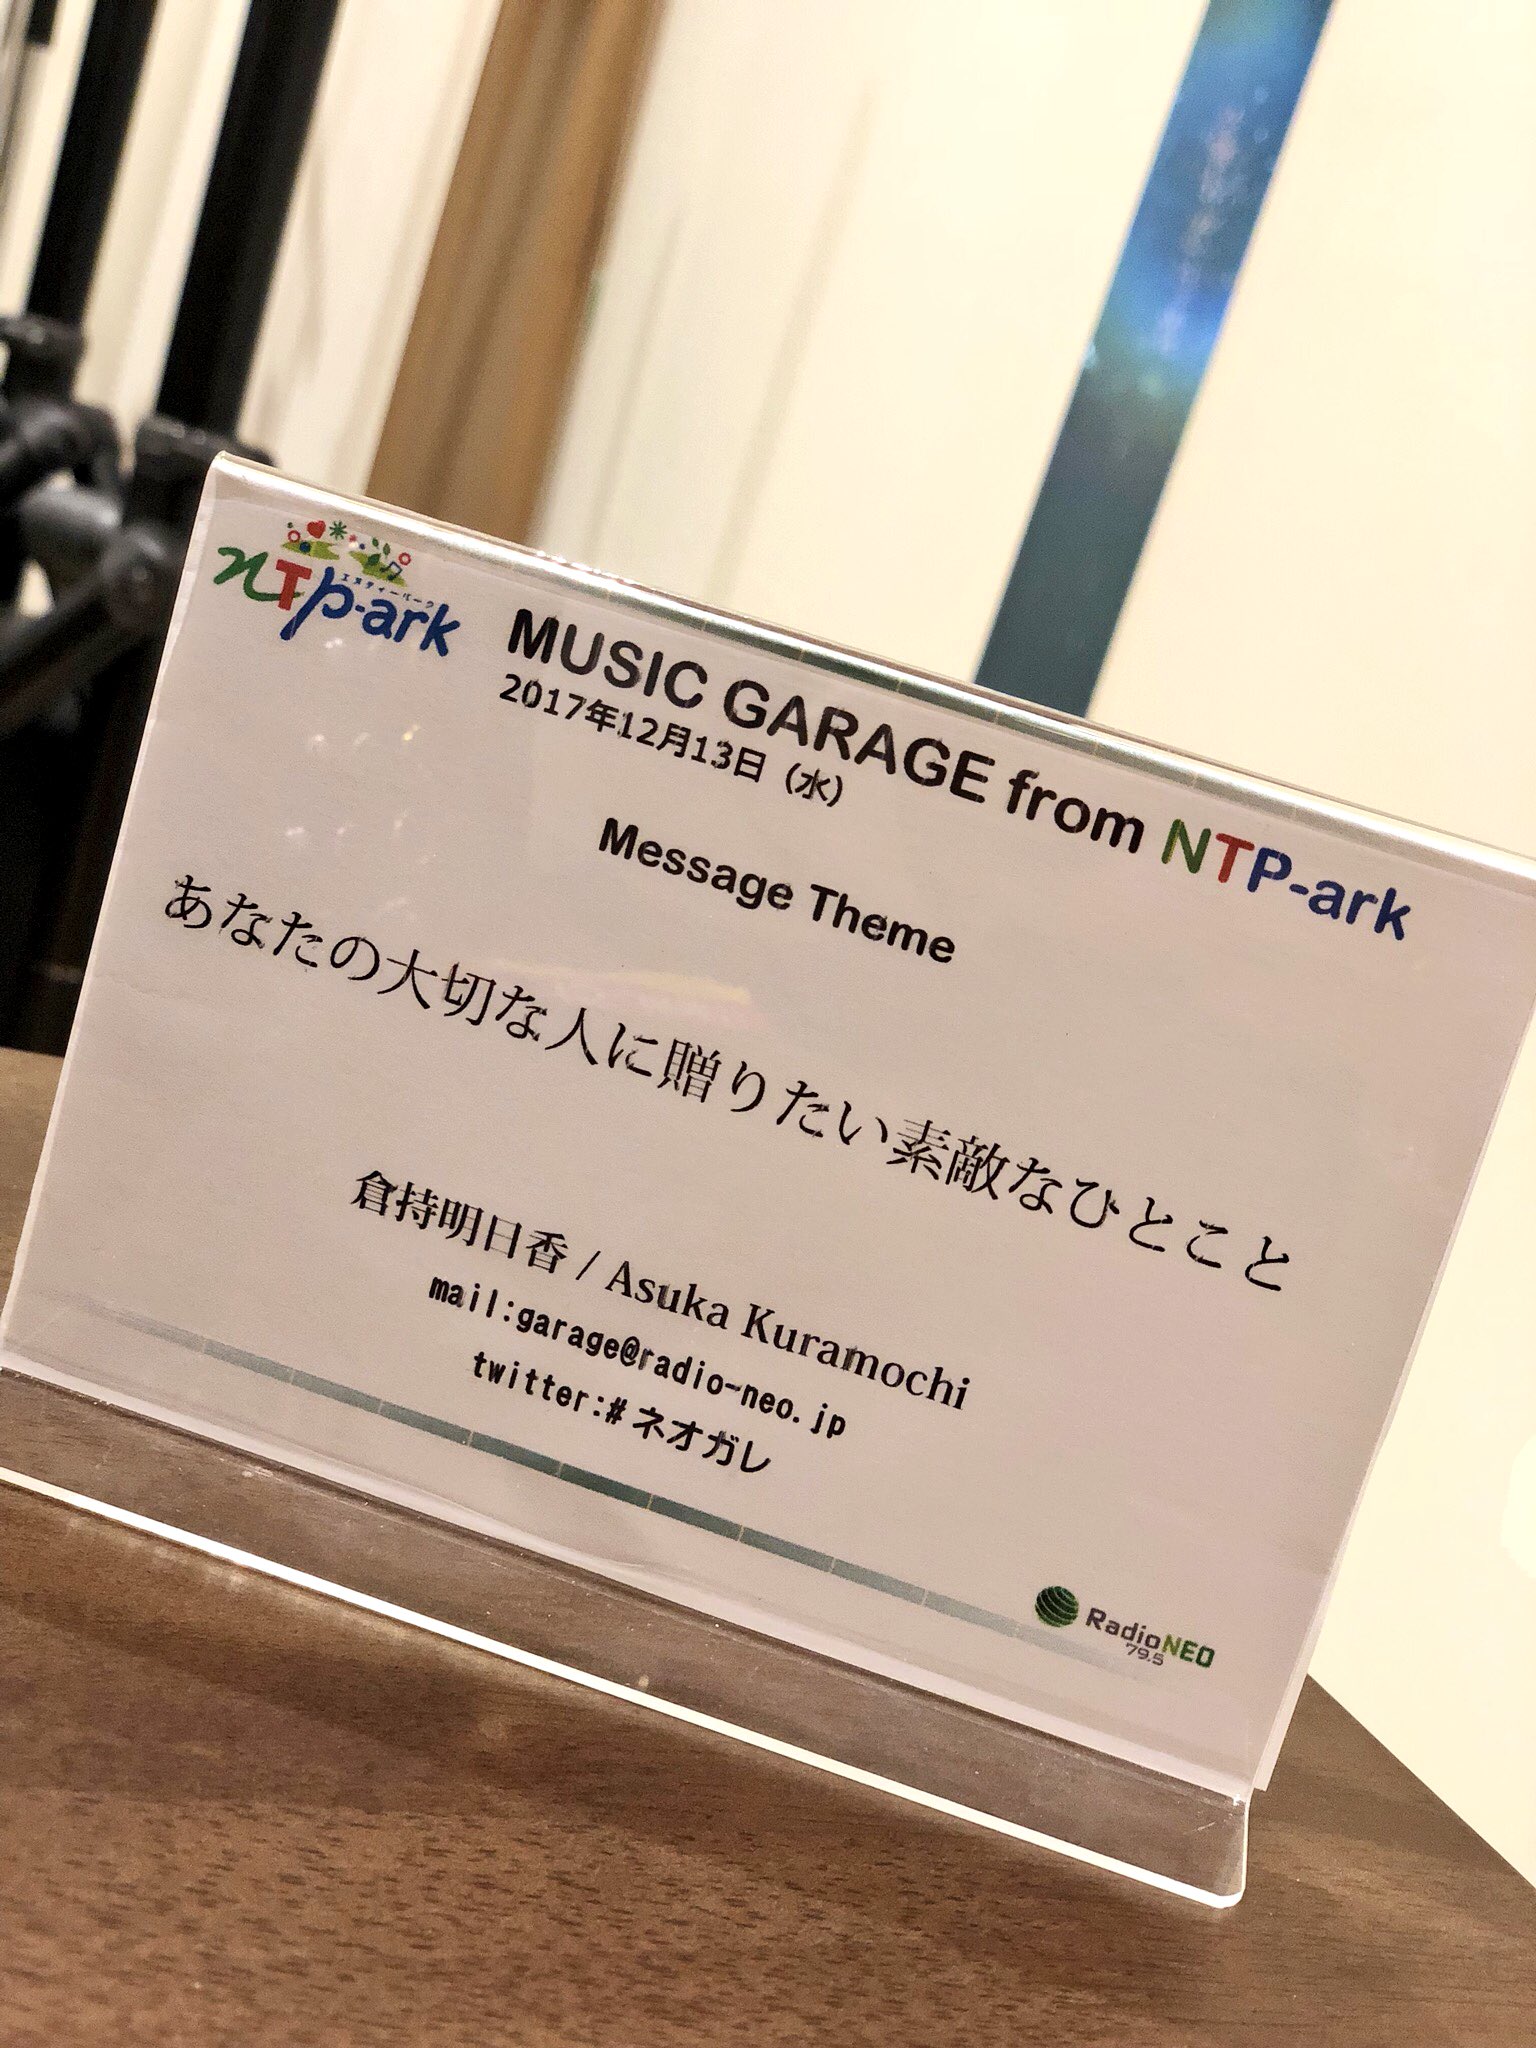 エヌティーパーク
NTP-ark
MUSIC GARAGE from NTP-ark
2017年12月13日（水）
Message Theme
あなたの大切な人に贈りたい素敵なひとこと
倉持明日香 / Asuka Kuramochi
mail:garage@radio-neo.jp
twitter:#ネオガレ
RadioNEO
79.5